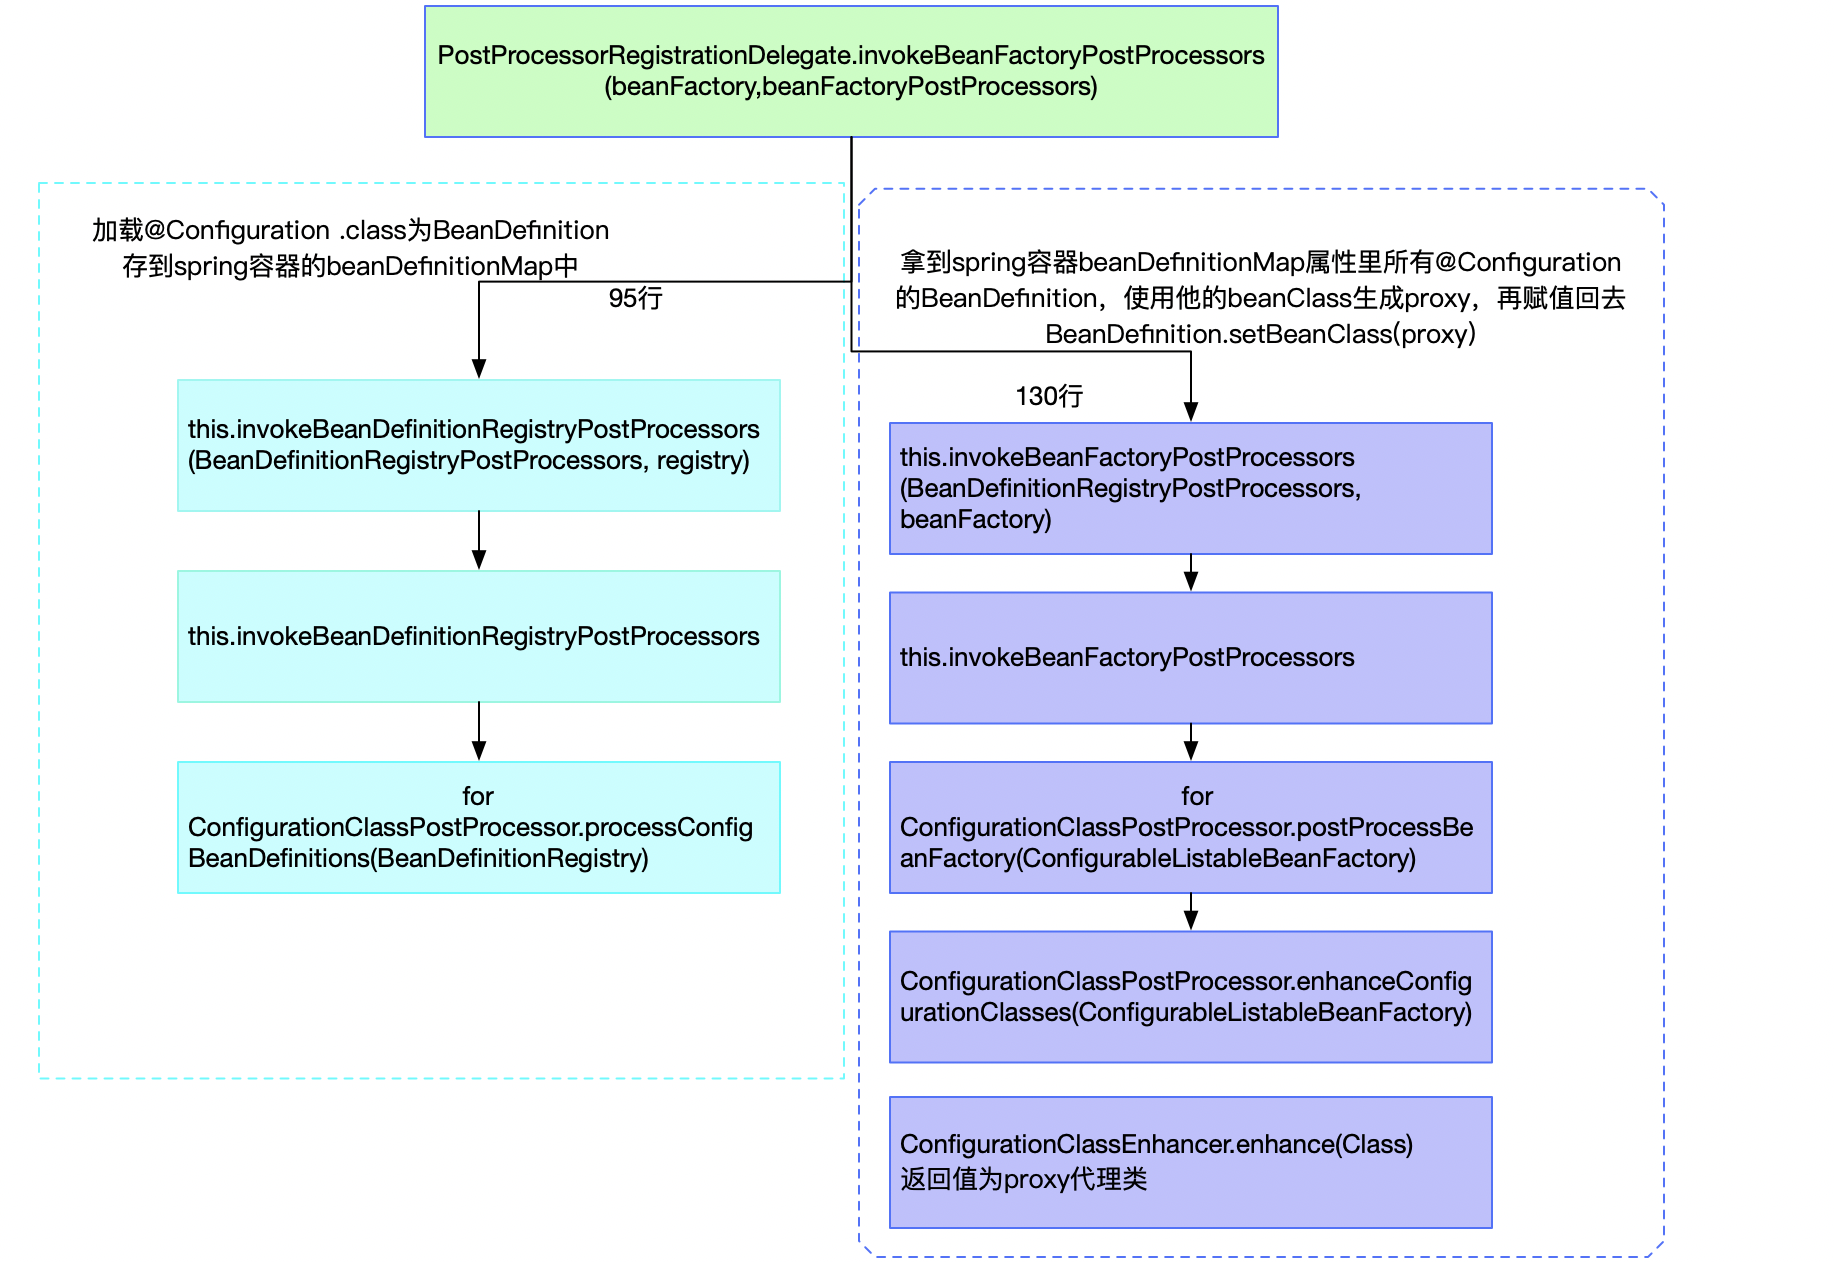 PostProcessorRegistrationDelegate.invokeBeanFactoryPostProcessors
(beanFactory,beanFactoryPostProcessors)
加载@Configuration .class为BeanDefinition
存到spring容器的beanDefinitionMap中
95行
this.invokeBeanDefinitionRegistryPostProcessors
(BeanDefinitionRegistryPostProcessors, registry)
this.invokeBeanDefinitionRegistryPostProcessors
for
ConfigurationClassPostProcessor.processConfig
BeanDefinitions(BeanDefinitionRegistry)
拿到spring容器beanDefinitionMap属性里所有@Configuration
的BeanDefinition，使用他的beanClass生成proxy，再赋值回去
BeanDefinition.setBeanClass(proxy)
130行
this.invokeBeanFactoryPostProcessors
(BeanDefinitionRegistryPostProcessors,
beanFactory)
this.invokeBeanFactoryPostProcessors
for
ConfigurationClassPostProcessor.postProcessBe
anFactory(ConfigurableListableBeanFactory)
ConfigurationClassPostProcessor.enhanceConfig
urationClasses(ConfigurableListableBeanFactory)
ConfigurationClassEnhancer.enhance(Class)
返回值为proxy代理类